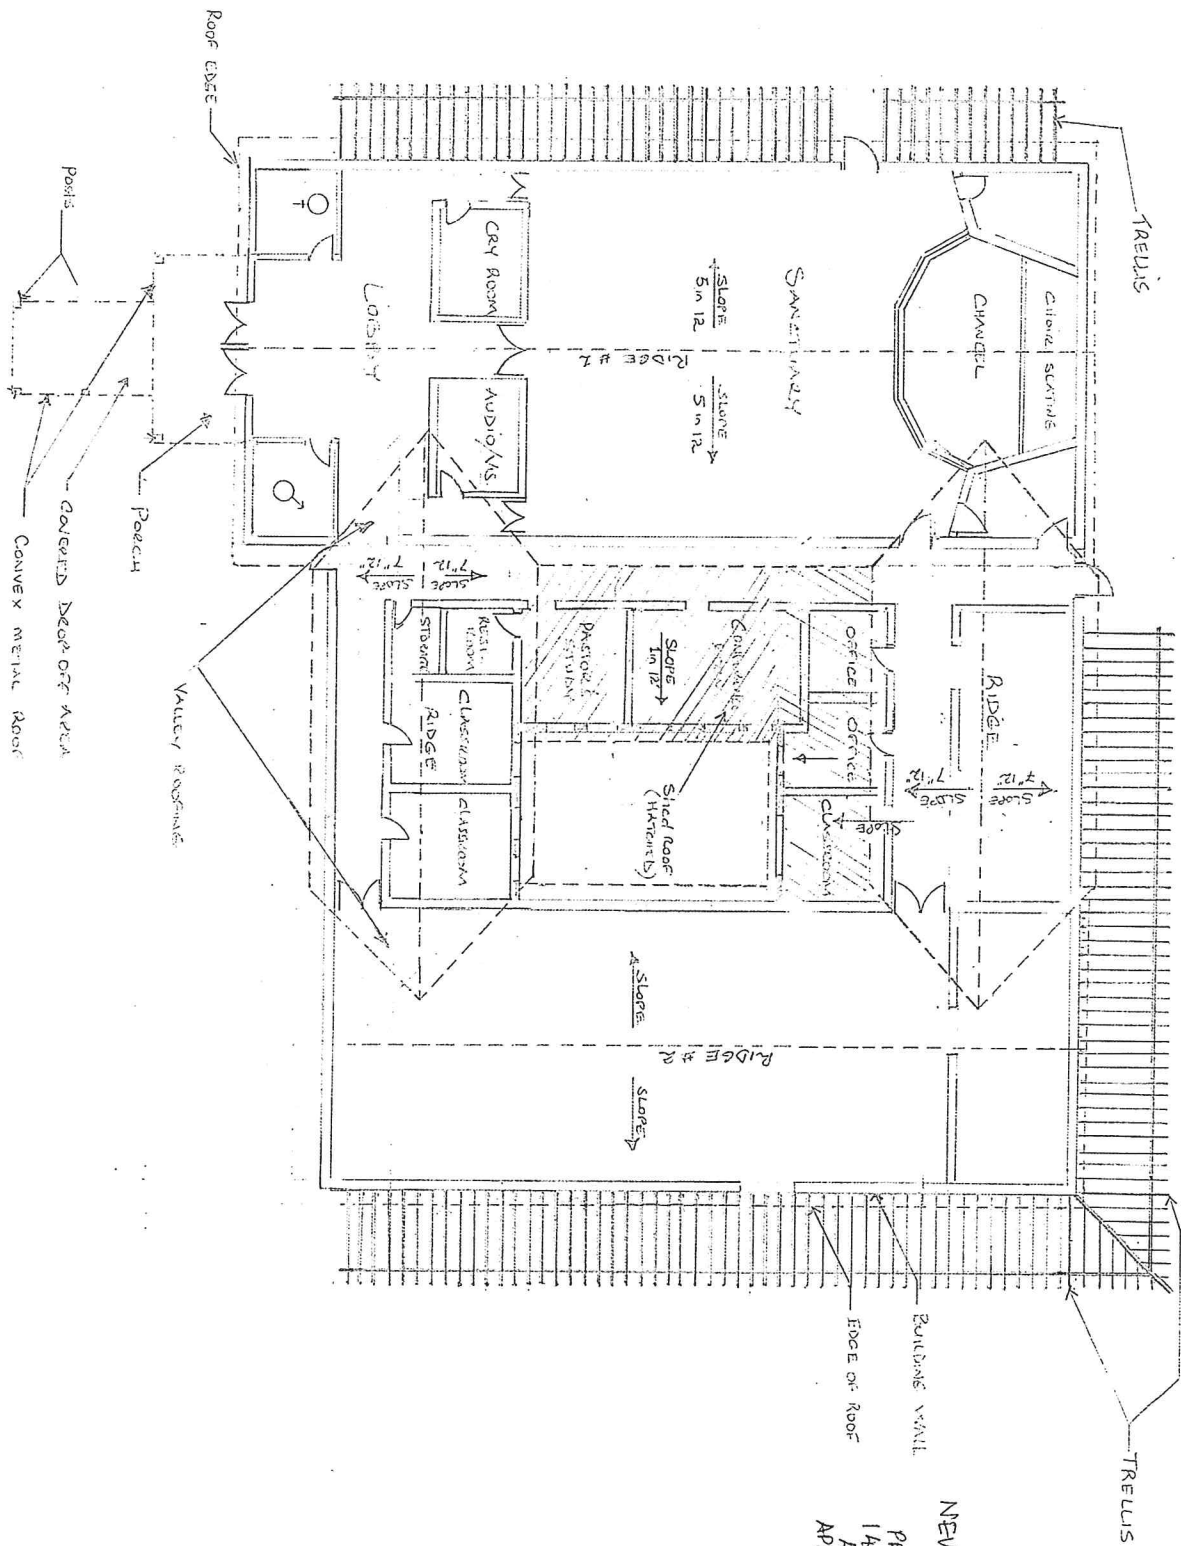 TRELLIS
CHOIR SEATING
CHANCEL
SANCTUARY
SLOPE
5 in 12
SLOPE
5 in 12
RIDGE # 2
CRY ROOM
AUDIO/VIS.
LOBBY
ROOF EDGE
POSTS
PORCH
COVERED DROP OFF AREA
CONVEX METAL ROOF
VALLEY ROOFING
SLOPE
7" 12"
SLOPE
7" 12"
STORAGE
REST
ROOM
CLASSROOM
RIDGE
CLASSROOM
PASTOR'S
STUDY
SLOPE
1 in 12
CONFERENCE
OFFICE
OFFICE
CLASSROOM
SLOPE
Shed ROOF
(HATCHED)
RIDGE
SLOPE
7" 12"
SLOPE
7" 12"
SLOPE
SLOPE
RIDGE # 2
BUILDING WALL
EDGE OF ROOF
TRELLIS